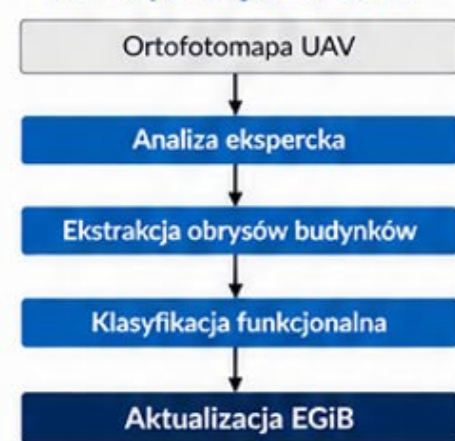 Ortofotomapa UAV
Analiza ekspercka
Ekstrakcja obrysów budynków
Klasyfikacja funkcjonalna
Aktualizacja EGiB